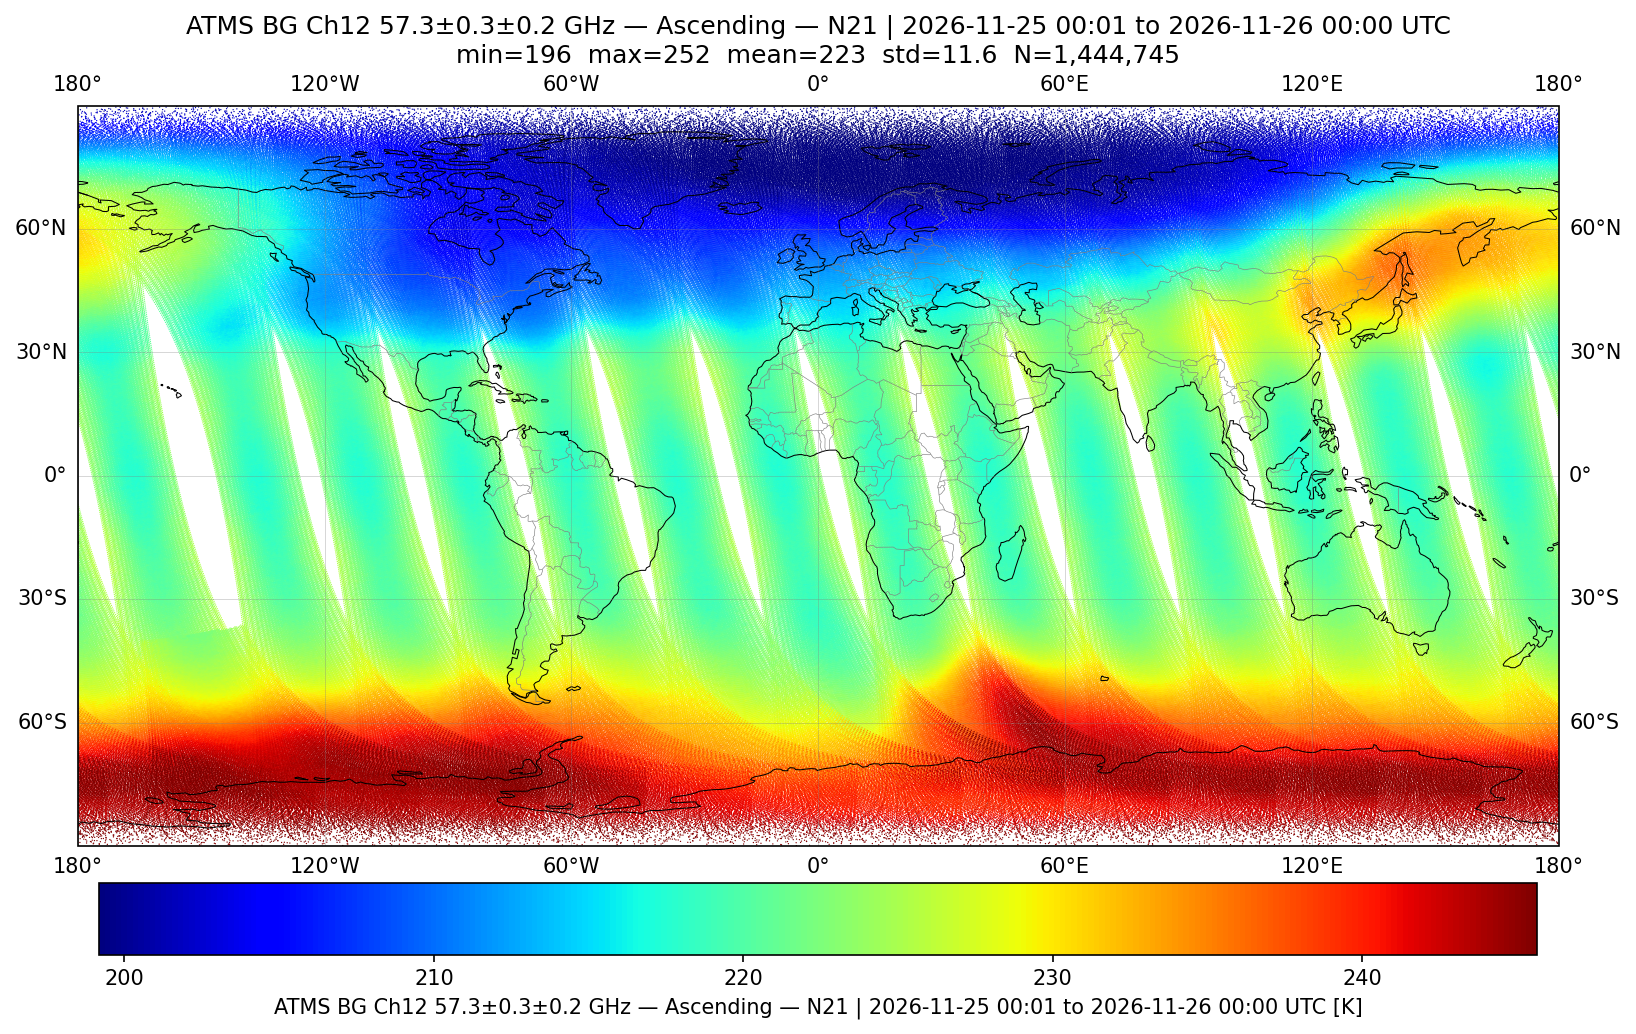 ATMS BG Ch12 57.3±0.3±0.2 GHz — Ascending — N21 | 2026-11-25 00:01 to 2026-11-26 00:00 UTC
min=196  max=252  mean=223  std=11.6  N=1,444,745
180° 120°W 60°W 0° 60°E 120°E 180°
60°N 60°N
30°N 30°N
0° 0°
30°S 30°S
60°S 60°S
180° 120°W 60°W 0° 60°E 120°E 180°
200 210 220 230 240
ATMS BG Ch12 57.3±0.3±0.2 GHz — Ascending — N21 | 2026-11-25 00:01 to 2026-11-26 00:00 UTC [K]